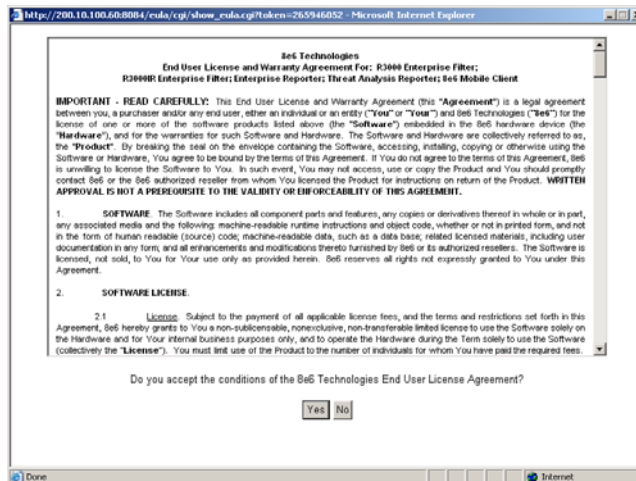 http://200.10.100.60:8084/eula/cgi/show_eula.cgi?token=265946052 - Microsoft Internet Explorer
8e6 Technologies
End User License and Warranty Agreement For: R3000 Enterprise Filter;
R3000IR Enterprise Filter; Enterprise Reporter; Threat Analysis Reporter; 8e6 Mobile Client
IMPORTANT - READ CAREFULLY: This End User License and Warranty Agreement (this "Agreement") is a legal agreement
between you, a purchaser and/or any end user, either an individual or an entity ("You" or "Your") and 8e6 Technologies ("8e6") for the
license of one or more of the software products listed above (the "Software") embedded in the 8e6 hardware device (the
"Hardware"), and for the warranties for such Software and Hardware. The Software and Hardware are collectively referred to as,
the "Product". By breaking the seal on the envelope containing the Software, accessing, installing, copying or otherwise using the
Software or Hardware, You agree to be bound by the terms of this Agreement. If You do not agree to the terms of this Agreement, 8e6
is unwilling to license the Software to You. In such event, You may not access, use or copy the Product and You should promptly
contact 8e6 or the 8e6 authorized reseller from whom You licensed the Product for instructions on return of the Product. WRITTEN
APPROVAL IS NOT A PREREQUISITE TO THE VALIDITY OR ENFORCEABILITY OF THIS AGREEMENT.
1. SOFTWARE. The Software includes all component parts and features, any copies or derivatives thereof in whole or in part,
any associated media and the following: machine-readable runtime instructions and object code, whether or not in printed form, and not
in the form of human readable (source) code; machine-readable data, such as a data base; related licensed materials, including user
documentation in any form; and all enhancements and modifications thereto furnished by 8e6 or its authorized resellers. The Software is
licensed, not sold, to You for Your use only as provided herein. 8e6 reserves all rights not expressly granted to You under this
Agreement.
2. SOFTWARE LICENSE.
2.1 License. Subject to the payment of all applicable license fees, and the terms and restrictions set forth in this
Agreement, 8e6 hereby grants to You a non-sublicensable, nonexclusive, non-transferable limited license to use the Software solely on
the Hardware and for Your internal business purposes only, and to operate the Hardware during the Term solely to use the Software
(collectively the "License"). You must limit use of the Product to the number of individuals for whom You have paid the required fees.
Do you accept the conditions of the 8e6 Technologies End User License Agreement?
Yes No
Done Internet